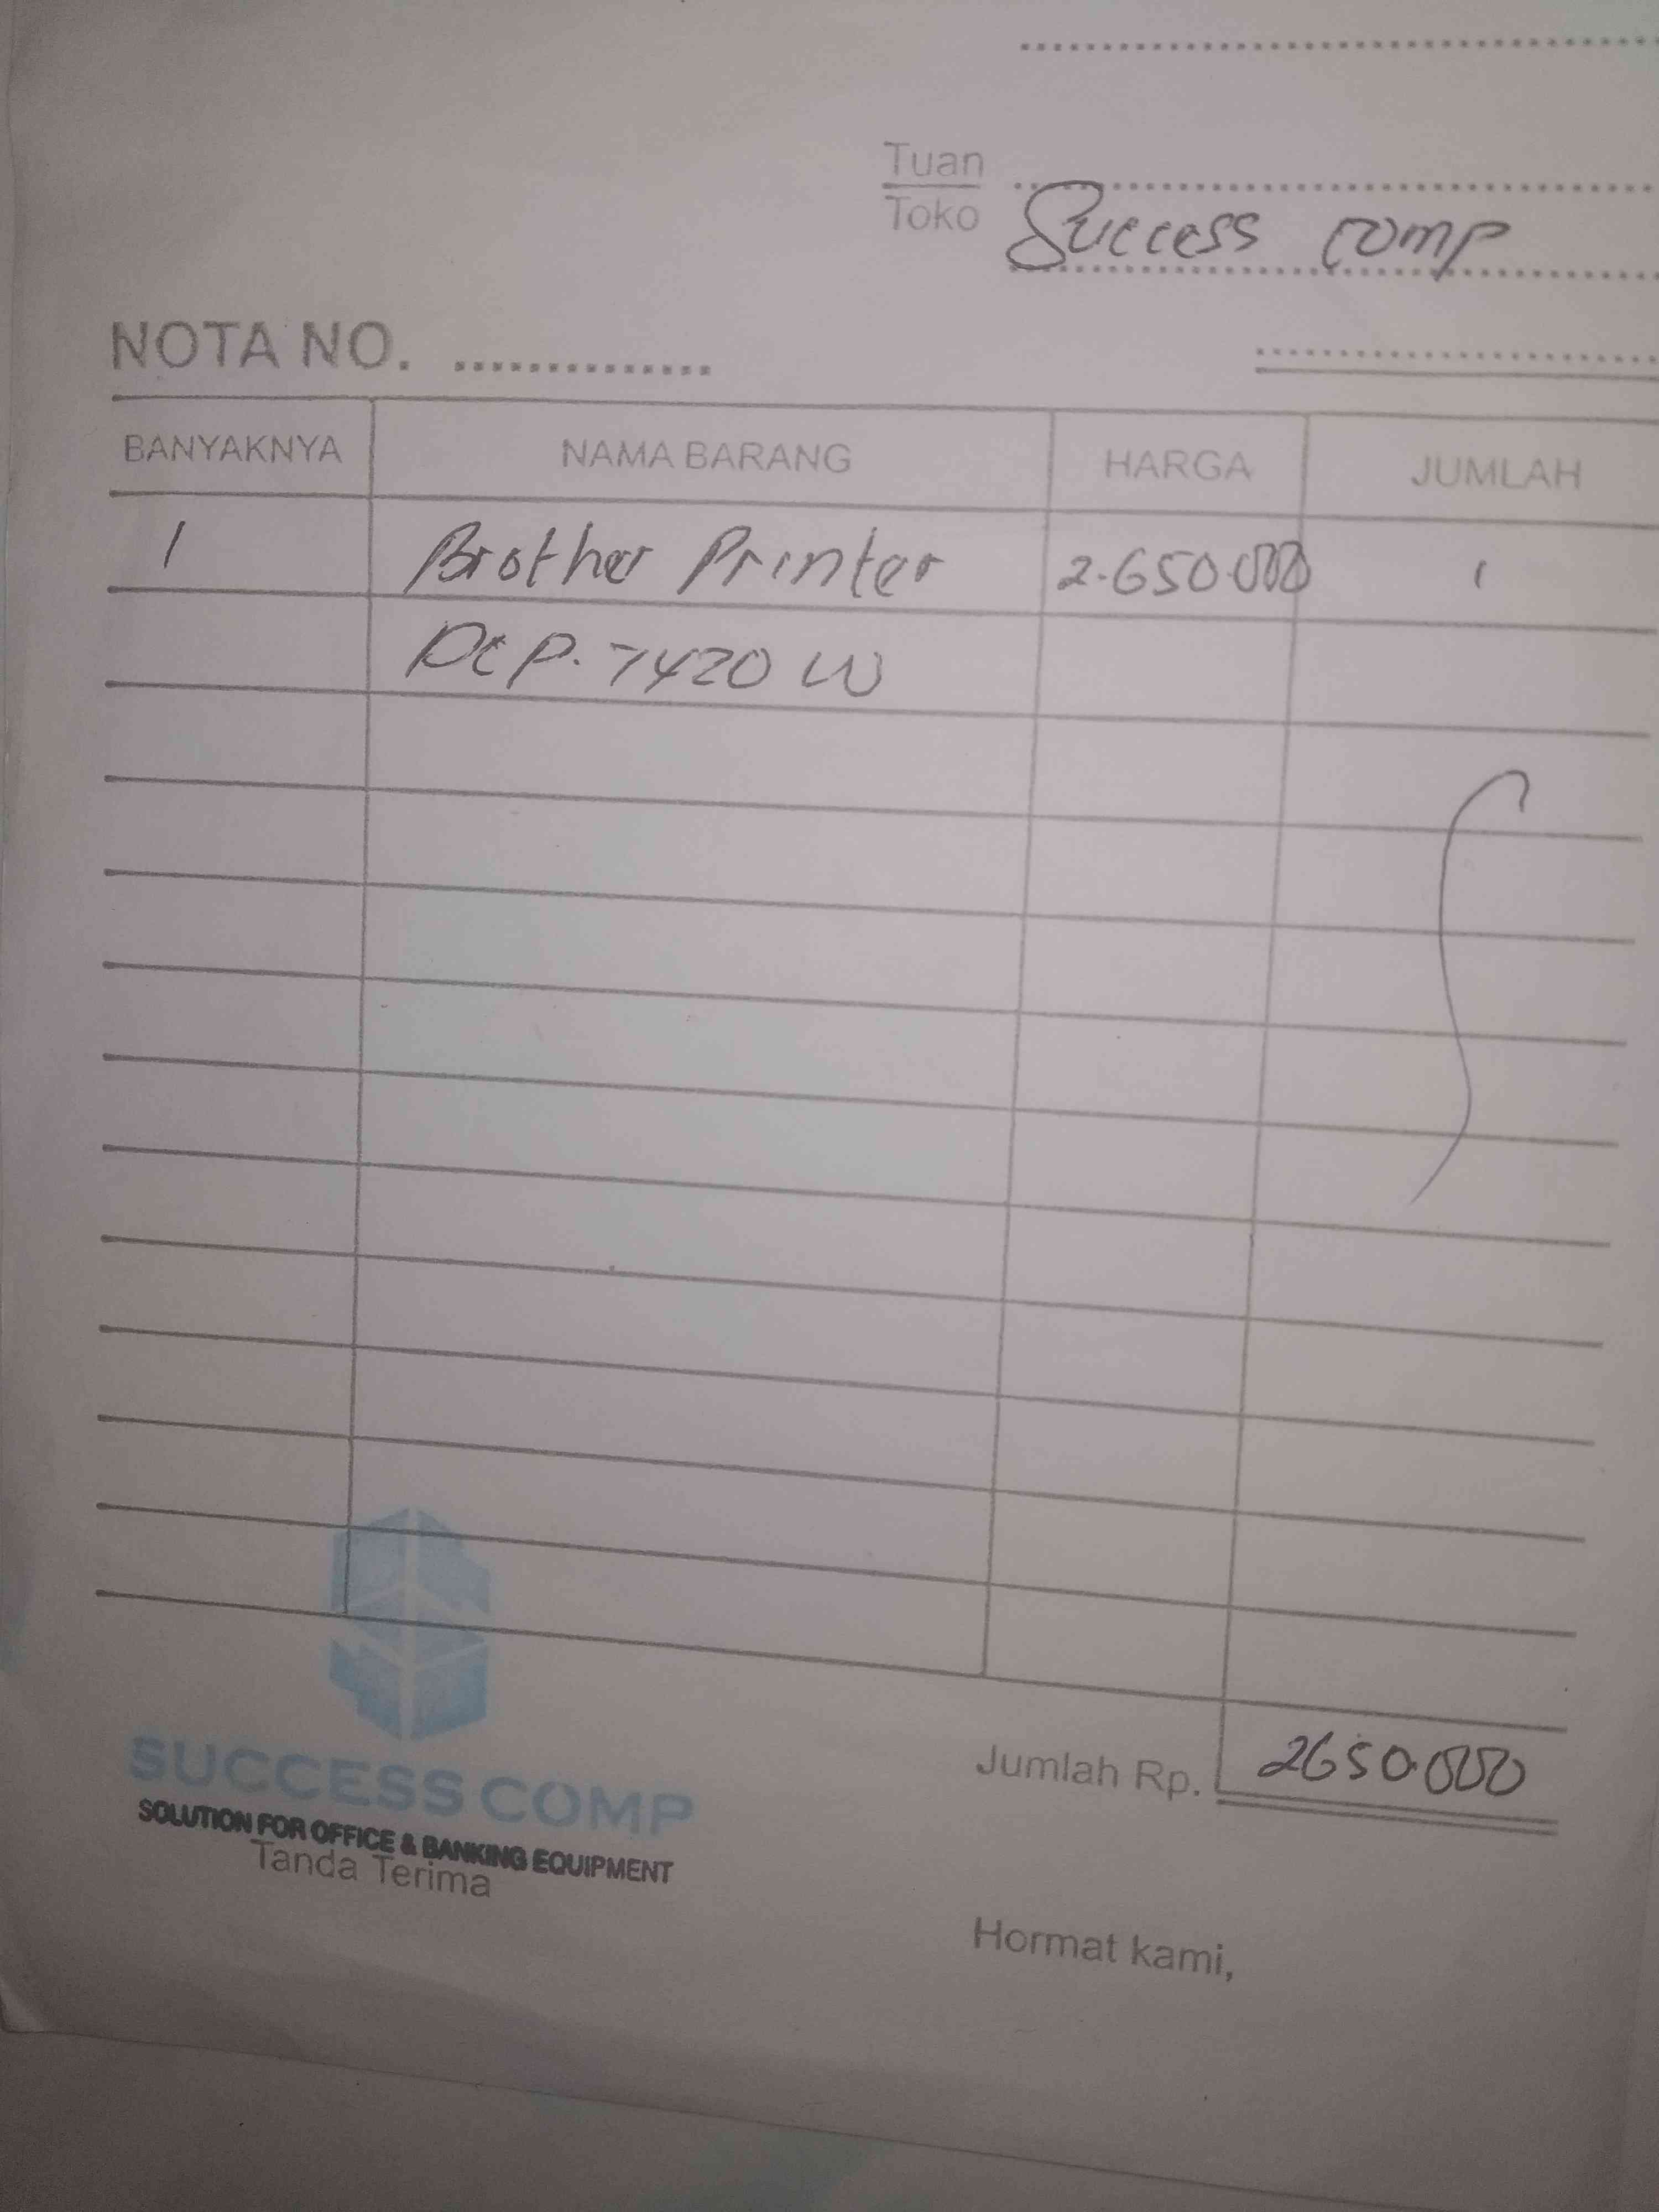 Tuan
Toko Success comp
NOTA NO.
BANYAKNYA NAMA BARANG HARGA JUMLAH
1 Brother Printer 2.650.000 1
DCP. 7420 W
Jumlah Rp. 2650.000
SUCCESS COMP
SOLUTION FOR OFFICE & BANKING EQUIPMENT
Tanda Terima
Hormat kami,